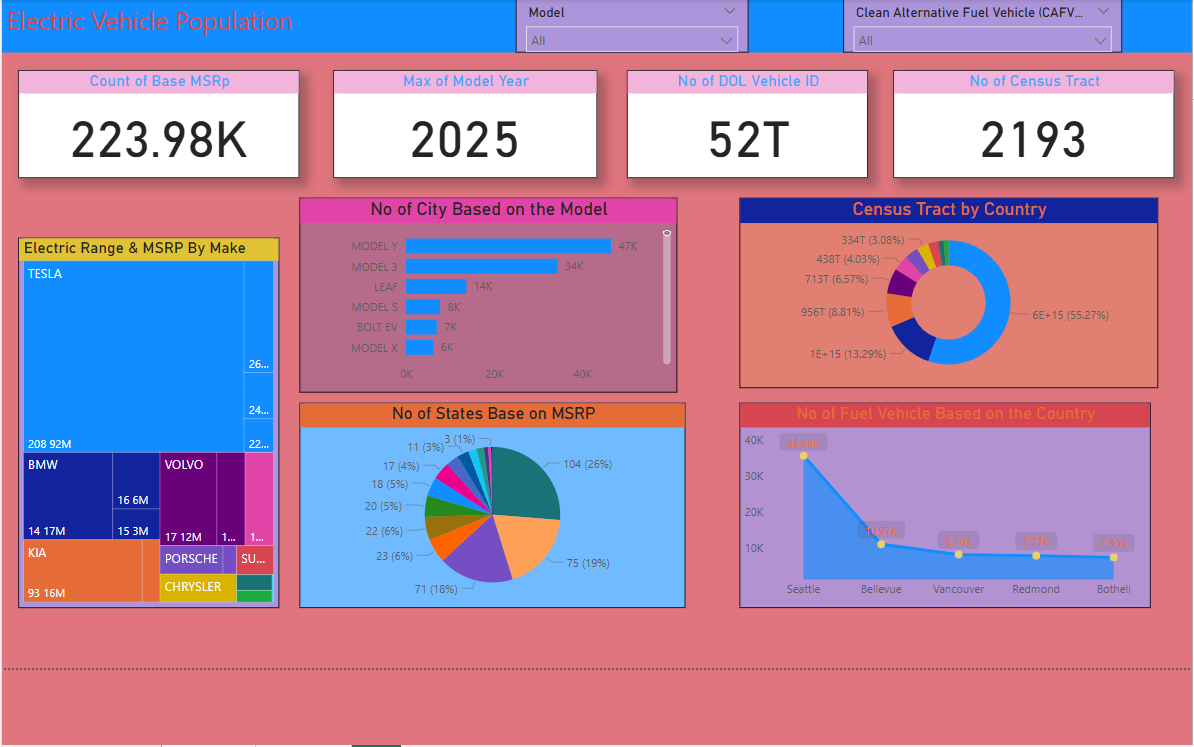 Electric Vehicle Population
Model
All
Clean Alternative Fuel Vehicle (CAFV...
All
Count of Base MSRp
223.98K
Max of Model Year
2025
No of DOL Vehicle ID
52T
No of Census Tract
2193
Electric Range & MSRP By Make
TESLA
26...
24...
208 92M
22...
BMW
16 6M
14 17M
15 3M
VOLVO
17 12M
1...
1...
KIA
93 16M
PORSCHE
SU...
CHRYSLER
No of City Based on the Model
MODEL Y
47K
MODEL 3
34K
LEAF
14K
MODEL S
8K
BOLT EV
7K
MODEL X
6K
0K
20K
40K
Census Tract by Country
334T (3.08%)
438T (4.03%)
713T (6.57%)
956T (8.81%)
1E+15 (13.29%)
6E+15 (55.27%)
No of States Base on MSRP
3 (1%)
11 (3%)
17 (4%)
18 (5%)
20 (5%)
22 (6%)
23 (6%)
71 (18%)
104 (26%)
75 (19%)
No of Fuel Vehicle Based on the Country
40K
30K
20K
10K
10.97K
8.10K
7.77K
7.30K
Seattle
Bellevue
Vancouver
Redmond
Bothell